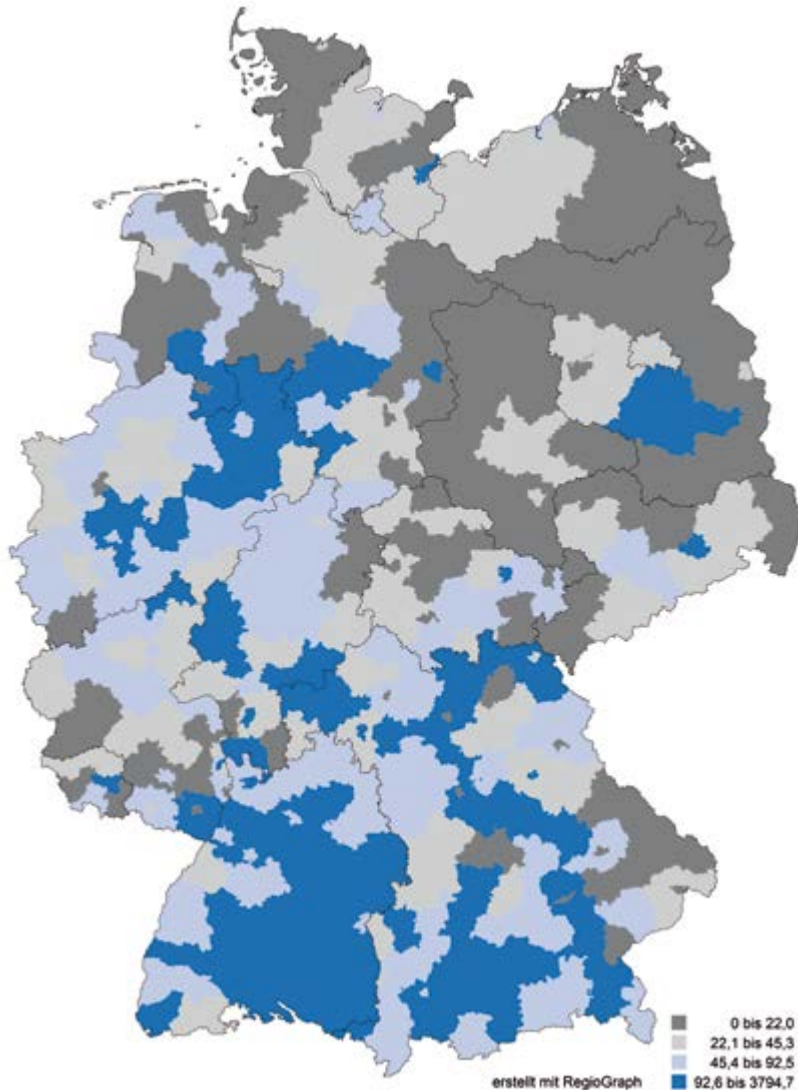 0 bis 22,0
22,1 bis 45,3
45,4 bis 92,5
erstellt mit RegioGraph 92,6 bis 3794,7